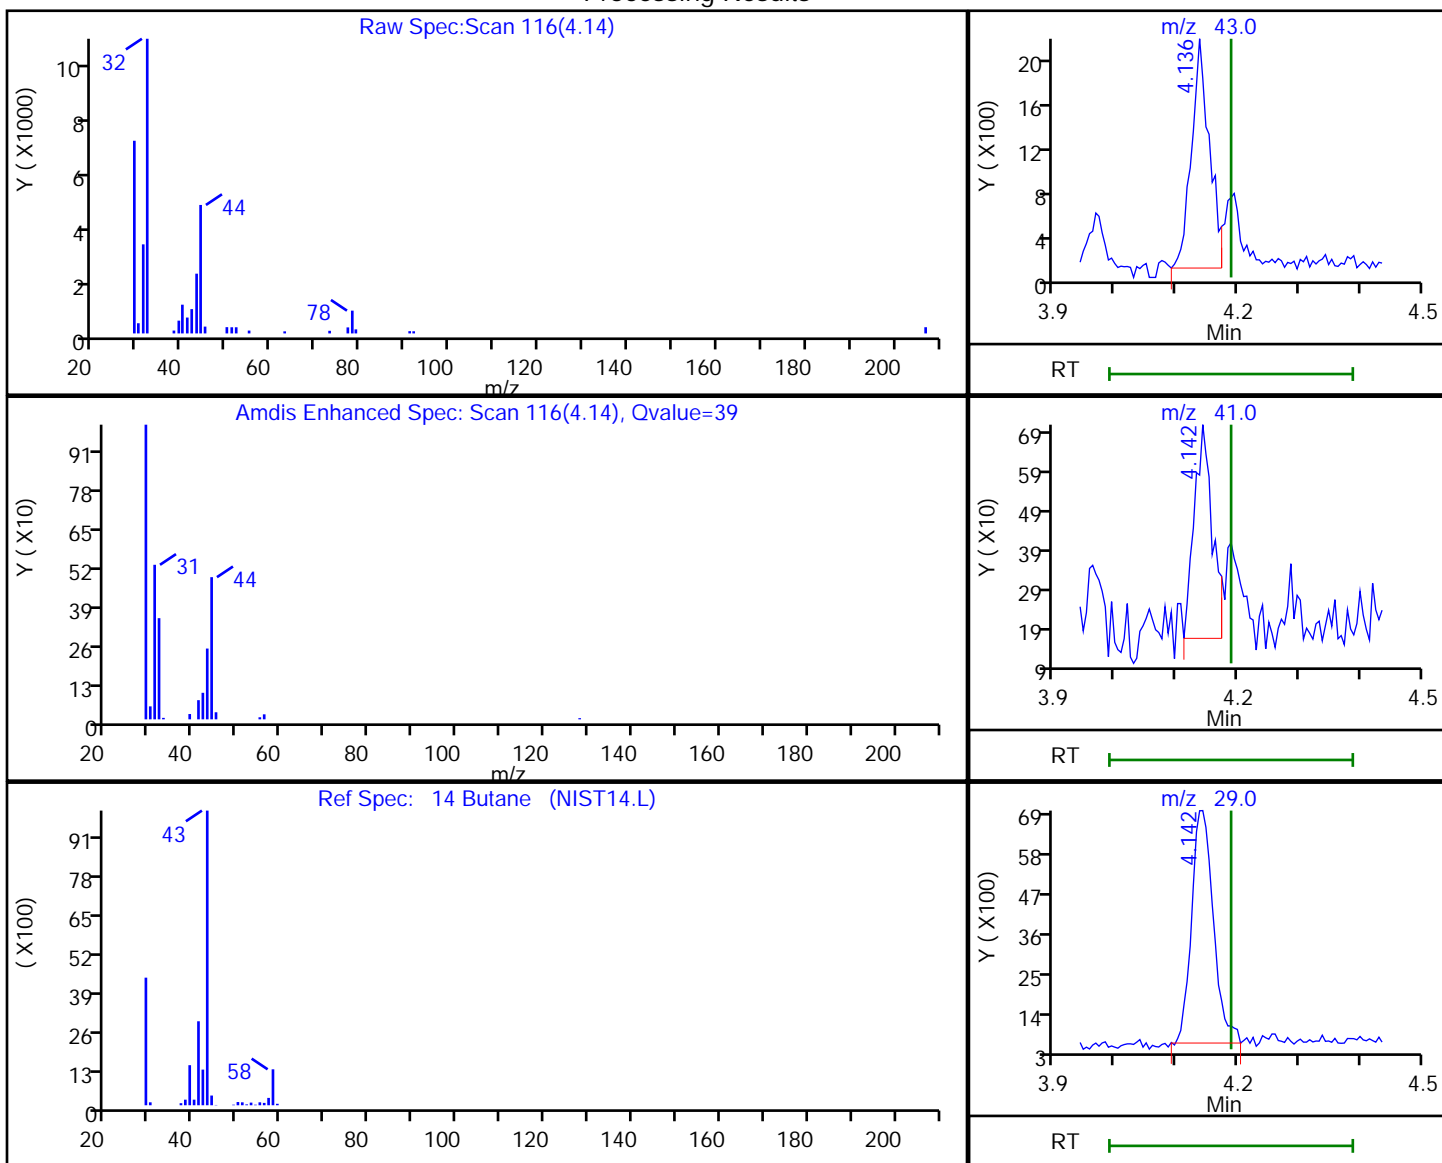 Processing Results
Raw Spec:Scan 116(4.14)
Y ( X1000)
10
8
6
4
2
0
32
44
78
20 40 60 80 100 120 140 160 180 200
m/z
m/z 43.0
Y ( X100)
20
16
12
8
4
0
4.136
3.9 4.2 4.5
Min
RT
Amdis Enhanced Spec: Scan 116(4.14), Qvalue=39
Y ( X10)
91
78
65
52
39
26
13
0
31
44
20 40 60 80 100 120 140 160 180 200
m/z
m/z 41.0
Y ( X10)
69
59
49
39
29
19
9
4.142
3.9 4.2 4.5
Min
RT
Ref Spec: 14 Butane (NIST14.L)
( X100)
91
78
65
52
39
26
13
0
43
58
20 40 60 80 100 120 140 160 180 200
m/z 29.0
Y ( X100)
69
58
47
36
25
14
3
4.142
3.9 4.2 4.5
Min
RT